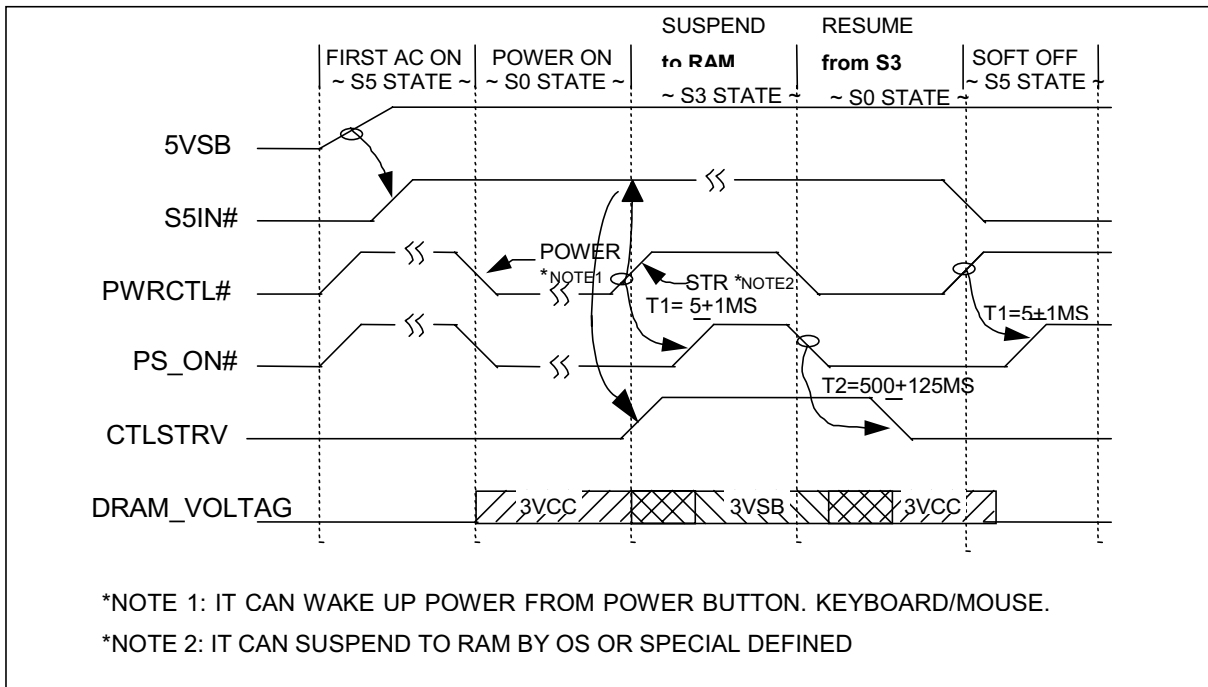 SUSPEND
to RAM
~ S3 STATE ~
RESUME
from S3
~ S0 STATE ~
FIRST AC ON
~ S5 STATE ~
POWER ON
~ S0 STATE ~
SOFT OFF
~ S5 STATE ~
5VSB
S5IN#
PWRCTL#
POWER
*NOTE1
STR *NOTE2
T1= 5+1MS
T1=5+1MS
PS_ON#
T2=500+125MS
CTLSTRV
DRAM_VOLTAG
3VCC
3VSB
3VCC
*NOTE 1: IT CAN WAKE UP POWER FROM POWER BUTTON. KEYBOARD/MOUSE.
*NOTE 2: IT CAN SUSPEND TO RAM BY OS OR SPECIAL DEFINED